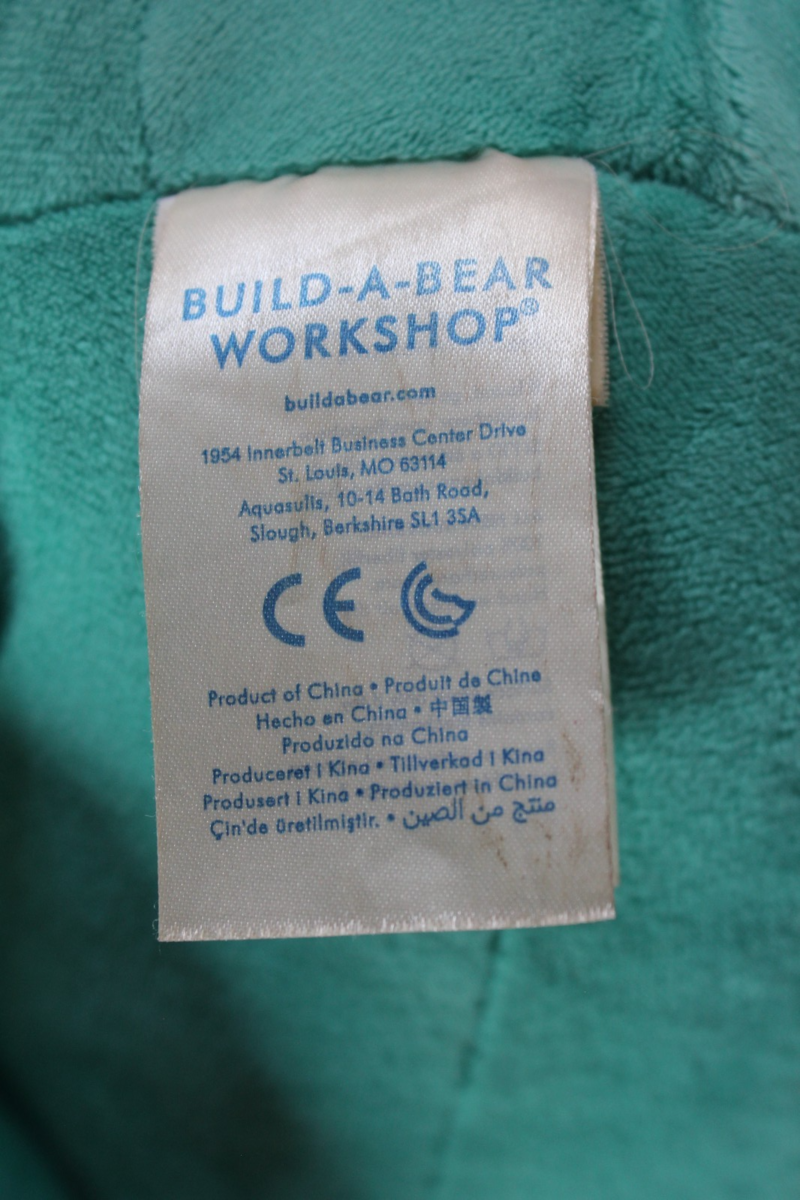 BUILD-A-BEAR
WORKSHOP®
buildabear.com
1954 Innerbelt Business Center Drive
St. Louis, MO 63114
Aquasulis, 10-14 Bath Road,
Slough, Berkshire SL1 3SA
CE
Product of China • Produit de Chine
Hecho en China • 中国製
Produzido na China
Produceret i Kina • Tillverkad i Kina
Produsert i Kina • Produziert in China
Çin'de üretilmiştir. • منتج من الصين